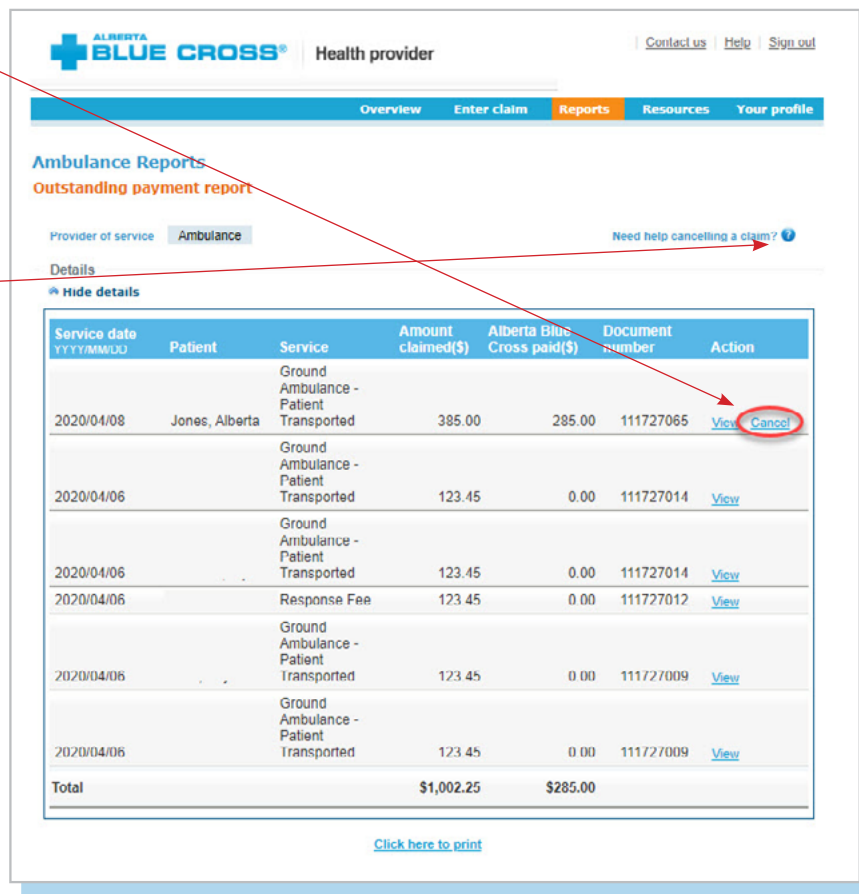 ALBERTA
BLUE CROSS® Health provider
Contact us Help Sign out
Overview Enter claim Reports Resources Your profile
Ambulance Reports
Outstanding payment report
Provider of service Ambulance
Need help cancelling a claim? ?
Details
Hide details
Service date
YYYY/MM/DD
Patient
Service
Amount
claimed($)
Alberta Blue
Cross paid($)
Document
number
Action
Ground
Ambulance -
Patient
2020/04/08 Jones, Alberta Transported 385.00 285.00 111727065 View Cancel
Ground
Ambulance -
Patient
2020/04/06 Transported 123.45 0.00 111727014 View
Ground
Ambulance -
Patient
2020/04/06 Transported 123.45 0.00 111727014 View
2020/04/06 Response Fee 123.45 0.00 111727012 View
Ground
Ambulance -
Patient
2020/04/06 Transported 123.45 0.00 111727009 View
Ground
Ambulance -
Patient
2020/04/06 Transported 123.45 0.00 111727009 View
Total $1,002.25 $285.00
Click here to print